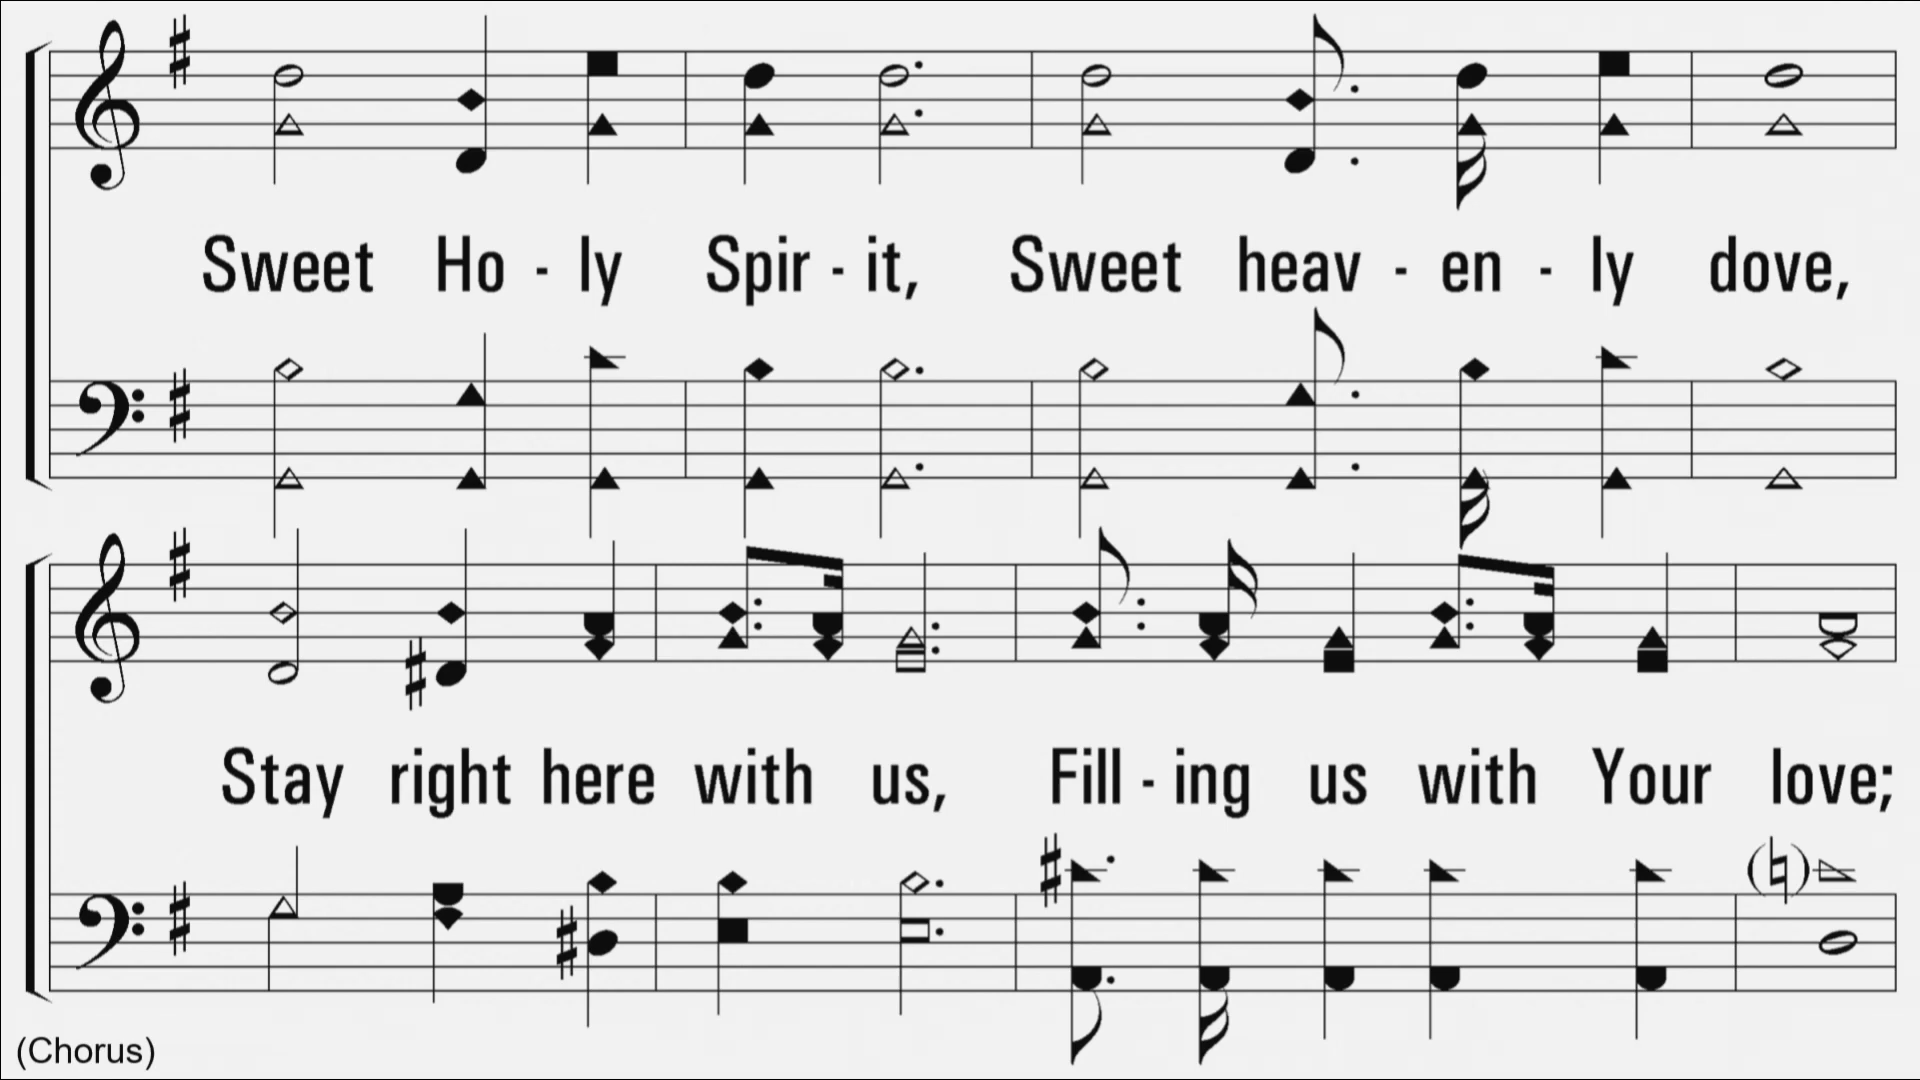 Sweet Ho - ly Spir - it, Sweet heav - en - ly dove,
Stay right here with us, Fill - ing us with Your love;
(Chorus)